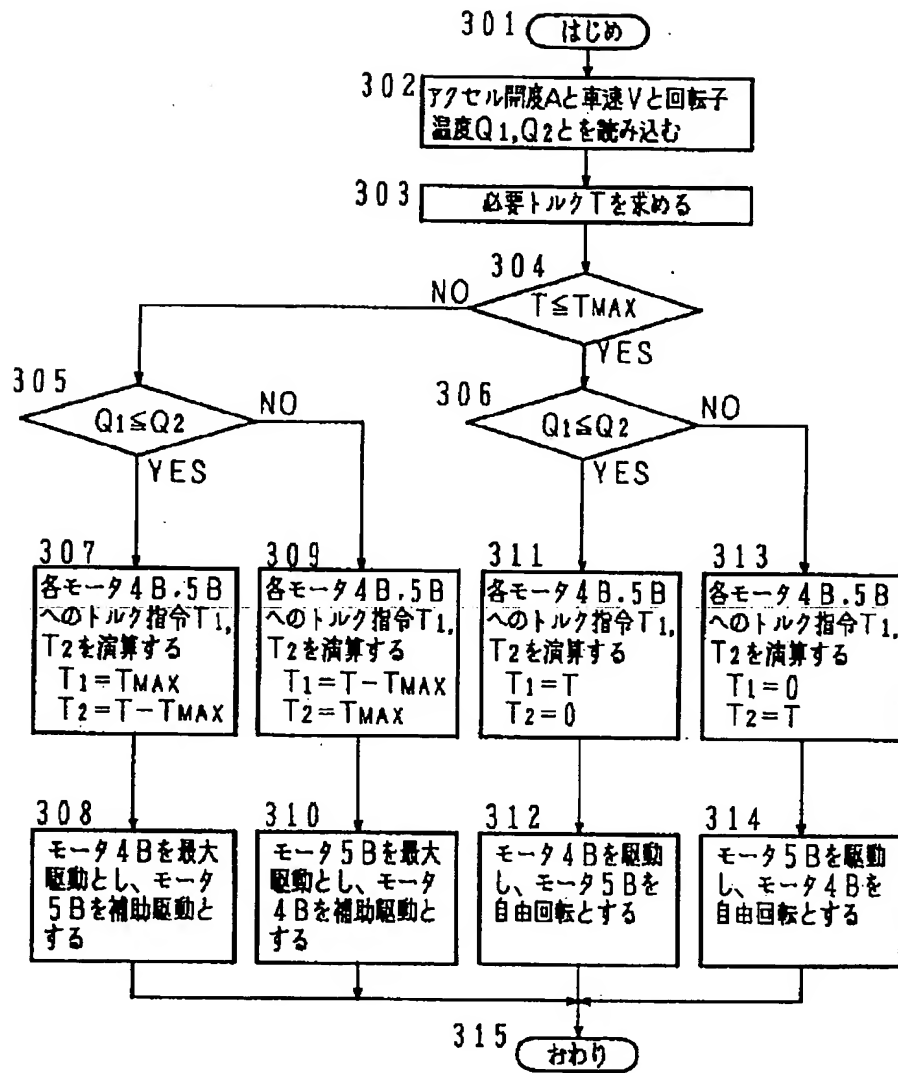 301
はじめ
302
アクセル開度Aと車速Vと回転子
温度Q1,Q2とを読み込む
303
必要トルクTを求める
304
T≦TMAX
NO
YES
305
Q1≦Q2
NO
YES
306
Q1≦Q2
NO
YES
307
各モータ4B.5B
へのトルク指令T1,
T2を演算する
T1=TMAX
T2=T-TMAX
309
各モータ4B.5B
へのトルク指令T1,
T2を演算する
T1=T-TMAX
T2=TMAX
311
各モータ4B.5B
へのトルク指令T1,
T2を演算する
T1=T
T2=0
313
各モータ4B.5B
へのトルク指令T1,
T2を演算する
T1=0
T2=T
308
モータ4Bを最大
駆動とし、モータ
5Bを補助駆動と
する
310
モータ5Bを最大
駆動とし、モータ
4Bを補助駆動と
する
312
モータ4Bを駆動
し、モータ5Bを
自由回転とする
314
モータ5Bを駆動
し、モータ4Bを
自由回転とする
315
おわり